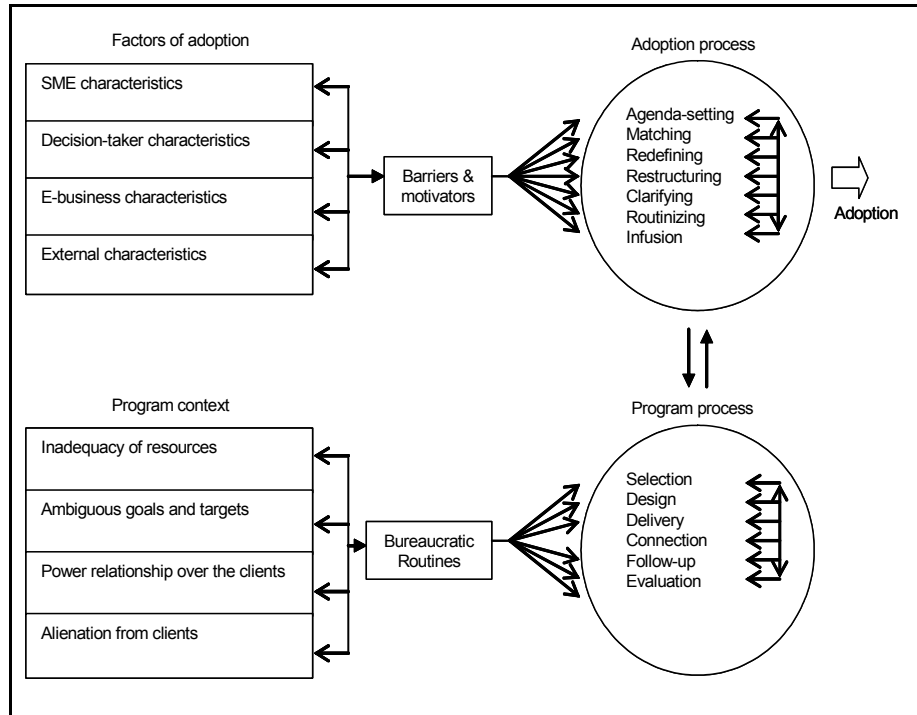 Factors of adoption
SME characteristics
Decision-taker characteristics
E-business characteristics
External characteristics
Barriers &
motivators
Adoption process
Agenda-setting
Matching
Redefining
Restructuring
Clarifying
Routinizing
Infusion
Adoption
Program context
Inadequacy of resources
Ambiguous goals and targets
Power relationship over the clients
Alienation from clients
Bureaucratic
Routines
Program process
Selection
Design
Delivery
Connection
Follow-up
Evaluation